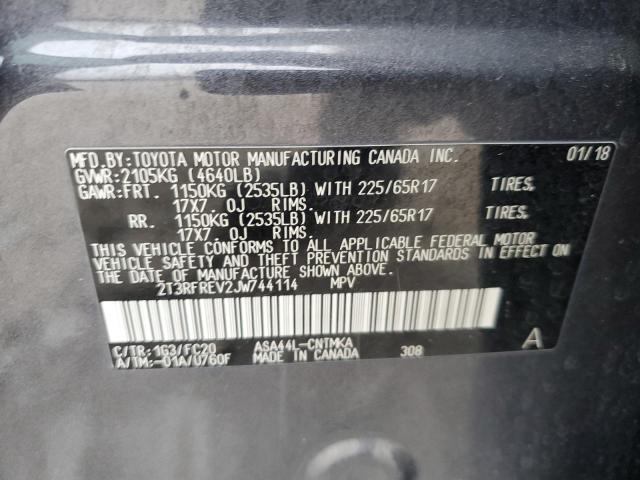 MFD.BY:TOYOTA MOTOR MANUFACTURING CANADA INC. 01/18
GVWR:2105KG (4640LB)
GAWR:FRT. 1150KG (2535LB) WITH 225/65R17 TIRES,
17X7 OJ RIMS.
RR. 1150KG (2535LB) WITH 225/65R17 TIRES,
17X7 OJ RIMS.
THIS VEHICLE CONFORMS TO ALL APPLICABLE FEDERAL MOTOR
VEHICLE SAFETY AND THEFT PREVENTION STANDARDS IN EFFECT ON
THE DATE OF MANUFACTURE SHOWN ABOVE.
2T3RFREV2JW744114 MPV
C/TR:1G3/FC20 ASA44L-CNTMKA 308 A
A/TM:-01A/0760F MADE IN CANADA